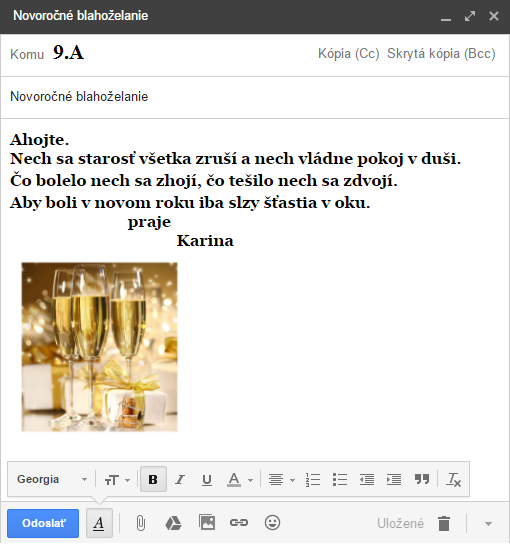 Novoročné blahoželanie
Komu 9.A Kópia (Cc) Skrytá kópia (Bcc)
Novoročné blahoželanie
Ahojte.
Nech sa starosť všetka zruší a nech vládne pokoj v duši.
Čo bolelo nech sa zhojí, čo tešilo nech sa zdvojí.
Aby boli v novom roku iba slzy šťastia v oku.
praje
Karina
Georgia тT B I U A
Odoslať A Uložené